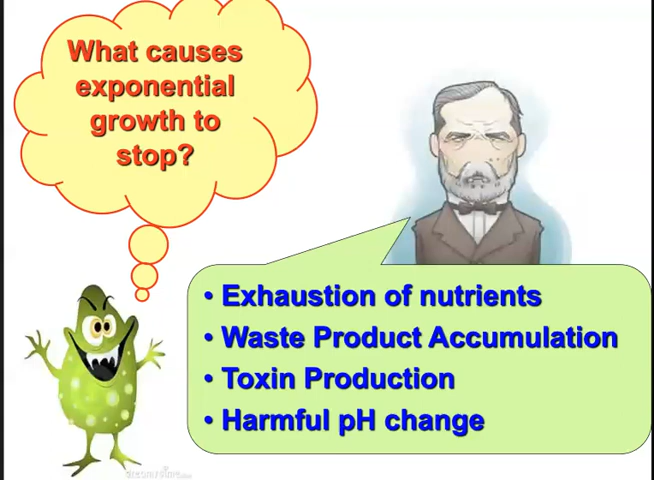 What causes
exponential
growth to
stop?
• Exhaustion of nutrients
• Waste Product Accumulation
• Toxin Production
• Harmful pH change